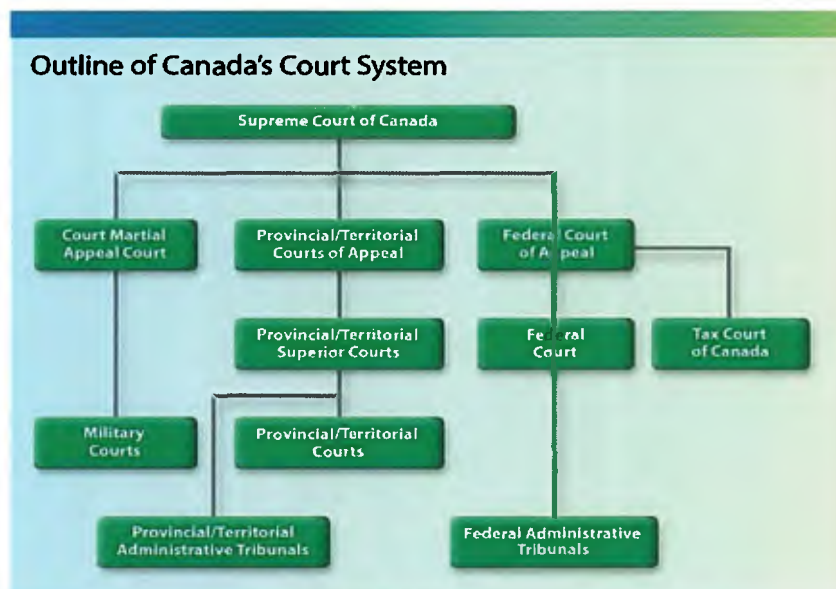 Outline of Canada's Court System
Supreme Court of Canada
Court Martial
Appeal Court
Provincial/Territorial
Courts of Appeal
Federal Court
of Appeal
Provincial/Territorial
Superior Courts
Federal
Court
Tax Court
of Canada
Military
Courts
Provincial/Territorial
Courts
Provincial/Territorial
Administrative Tribunals
Federal Administrative
Tribunals